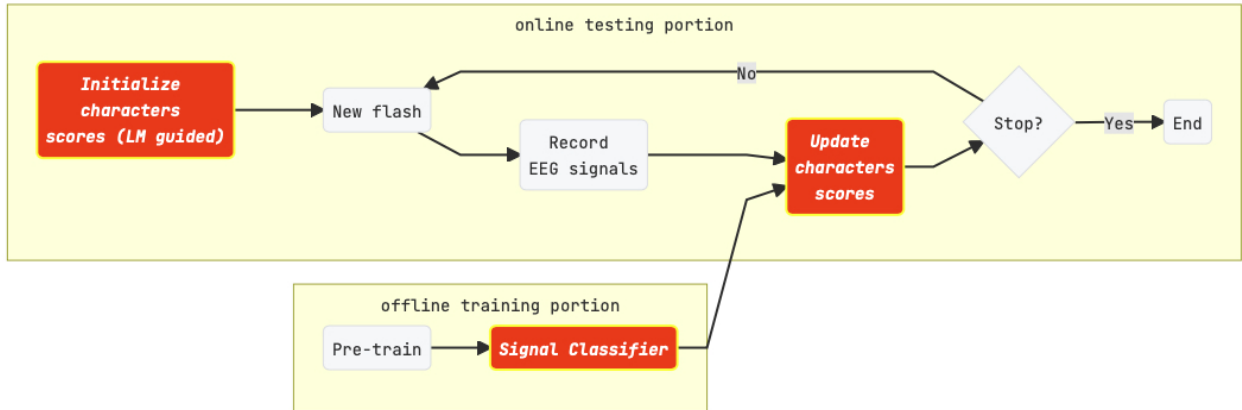 online testing portion
Initialize
characters
scores (LM guided)
New flash
Record
EEG signals
Update
characters
scores
Stop?
No
Yes
End
offline training portion
Pre-train
Signal Classifier